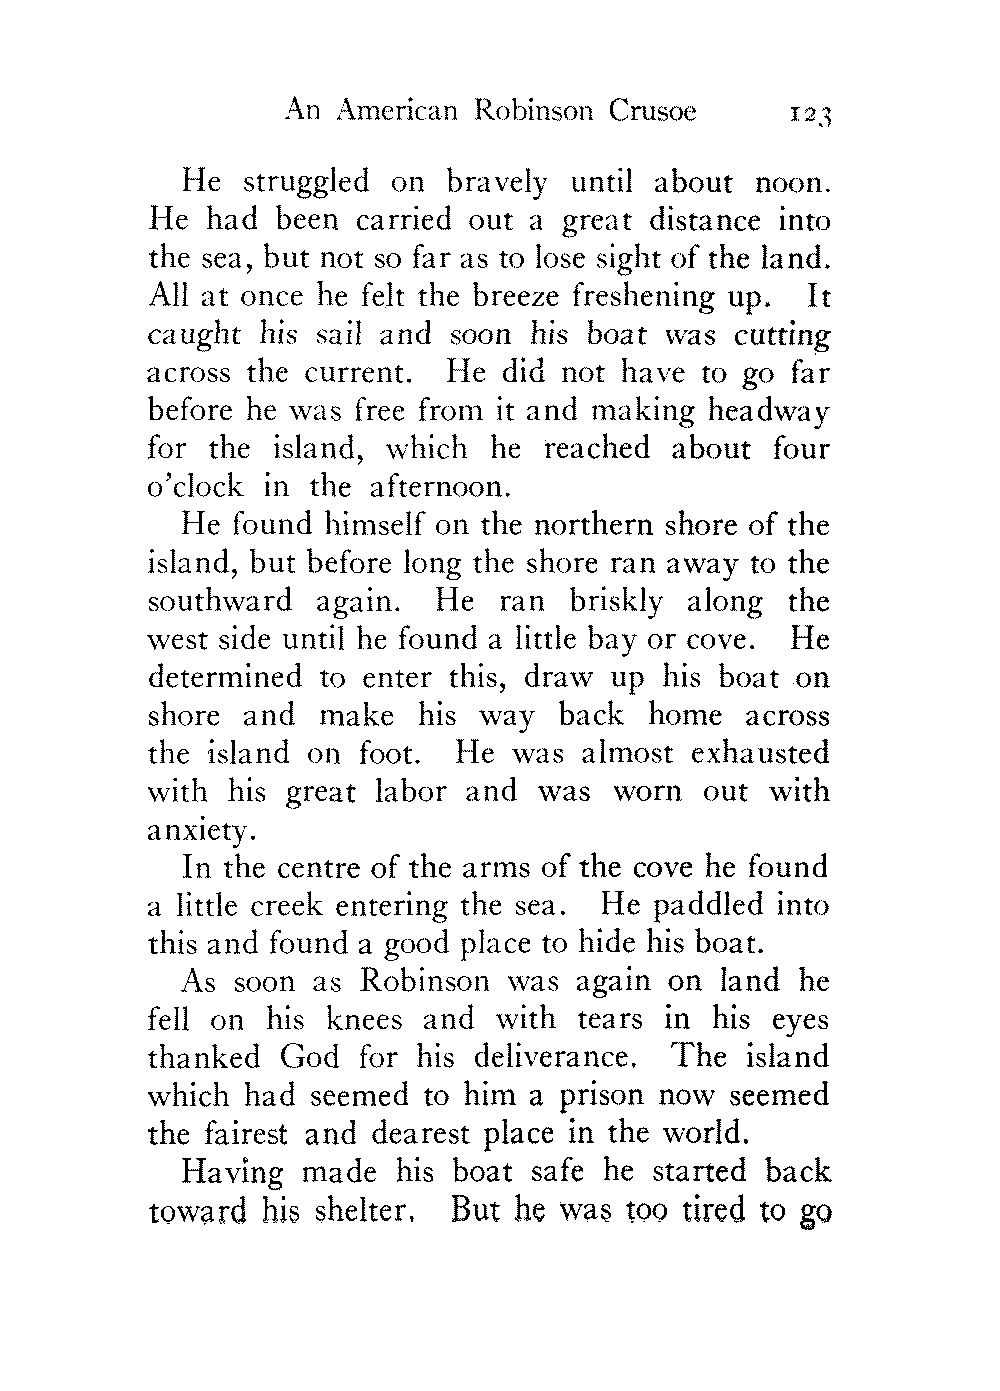 An American Robinson Crusoe 123
He struggled on bravely until about noon.
He had been carried out a great distance into
the sea, but not so far as to lose sight of the land.
All at once he felt the breeze freshening up. It
caught his sail and soon his boat was cutting
across the current. He did not have to go far
before he was free from it and making headway
for the island, which he reached about four
o'clock in the afternoon.
He found himself on the northern shore of the
island, but before long the shore ran away to the
southward again. He ran briskly along the
west side until he found a little bay or cove. He
determined to enter this, draw up his boat on
shore and make his way back home across
the island on foot. He was almost exhausted
with his great labor and was worn out with
anxiety.
In the centre of the arms of the cove he found
a little creek entering the sea. He paddled into
this and found a good place to hide his boat.
As soon as Robinson was again on land he
fell on his knees and with tears in his eyes
thanked God for his deliverance. The island
which had seemed to him a prison now seemed
the fairest and dearest place in the world.
Having made his boat safe he started back
toward his shelter. But he was too tired to go